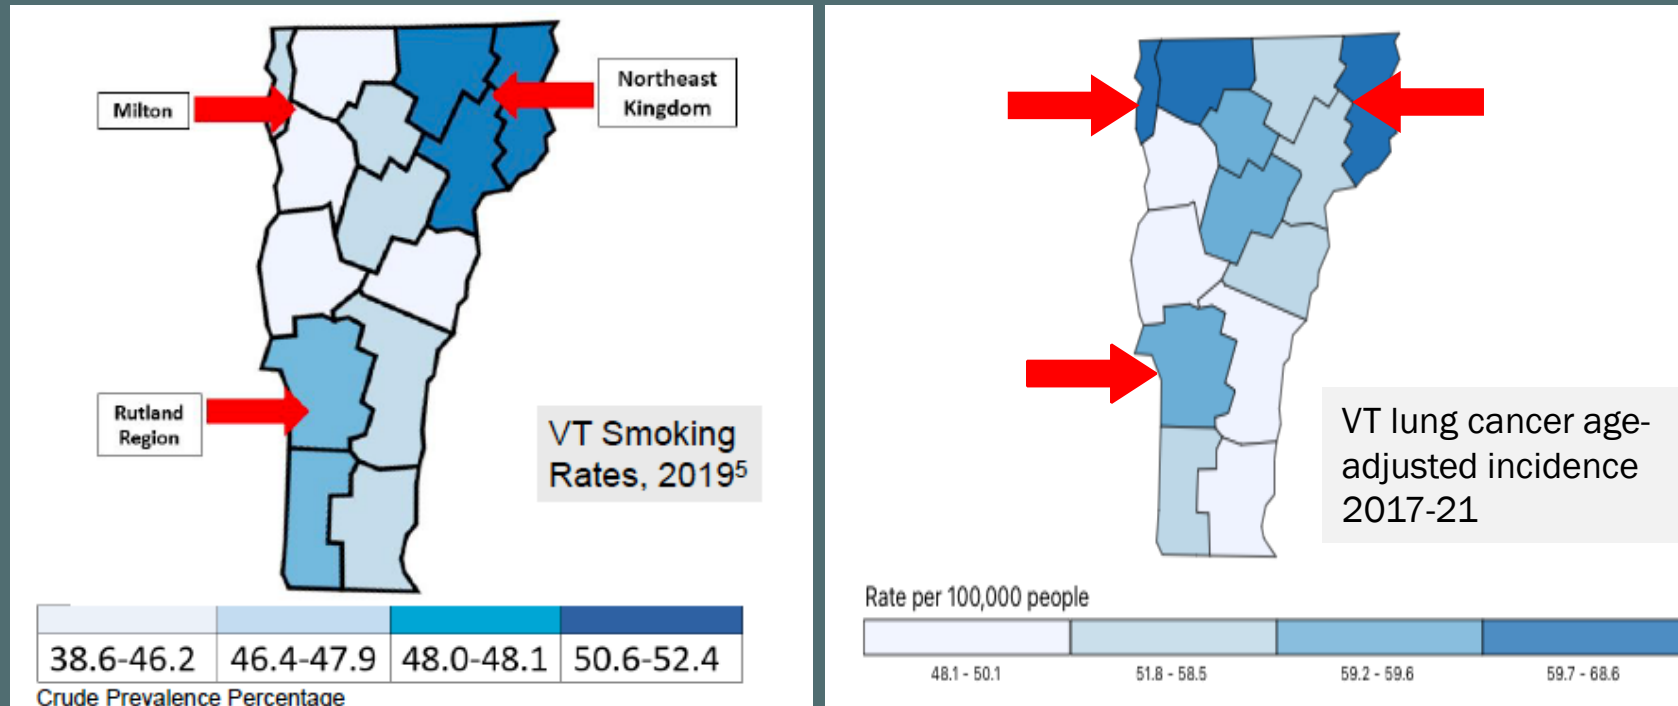 Milton
Northeast
Kingdom
Rutland
Region
VT Smoking
Rates, 2019⁵
38.6-46.2 46.4-47.9 48.0-48.1 50.6-52.4
Crude Prevalence Percentage
VT lung cancer age-
adjusted incidence
2017-21
Rate per 100,000 people
48.1 - 50.1 51.8 - 58.5 59.2 - 59.6 59.7 - 68.6